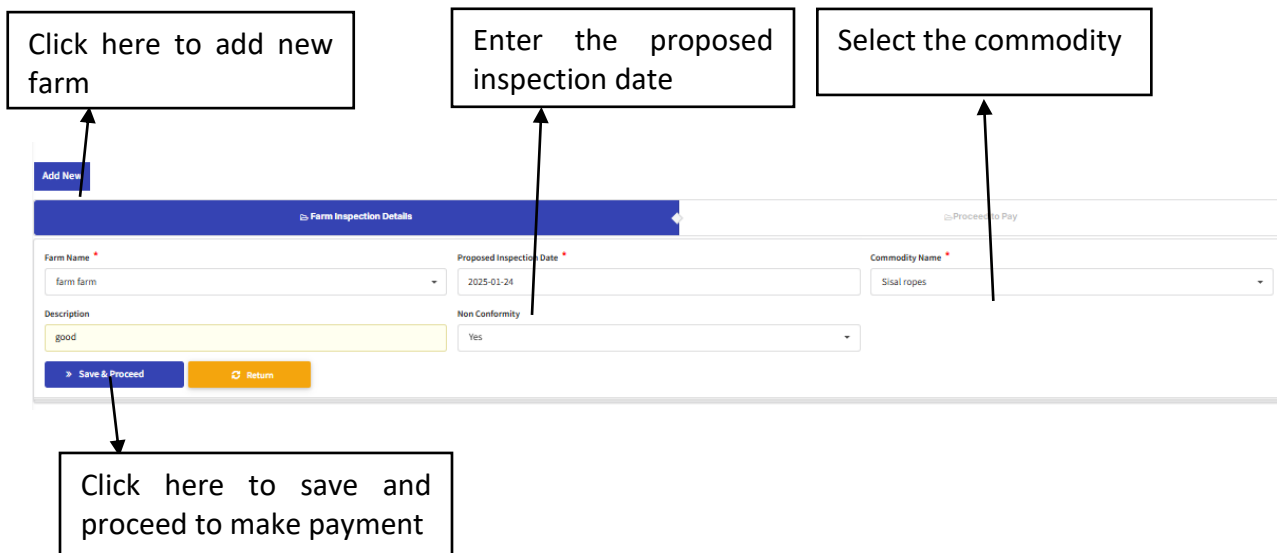 Click here to add new
farm
Enter the proposed
inspection date
Select the commodity
Add New
Farm Inspection Details
Proceed to Pay
Farm Name *
Proposed Inspection Date *
Commodity Name *
farm farm
2025-01-24
Sisal ropes
Description
Non Conformity
good
Yes
» Save & Proceed
Return
Click here to save and
proceed to make payment